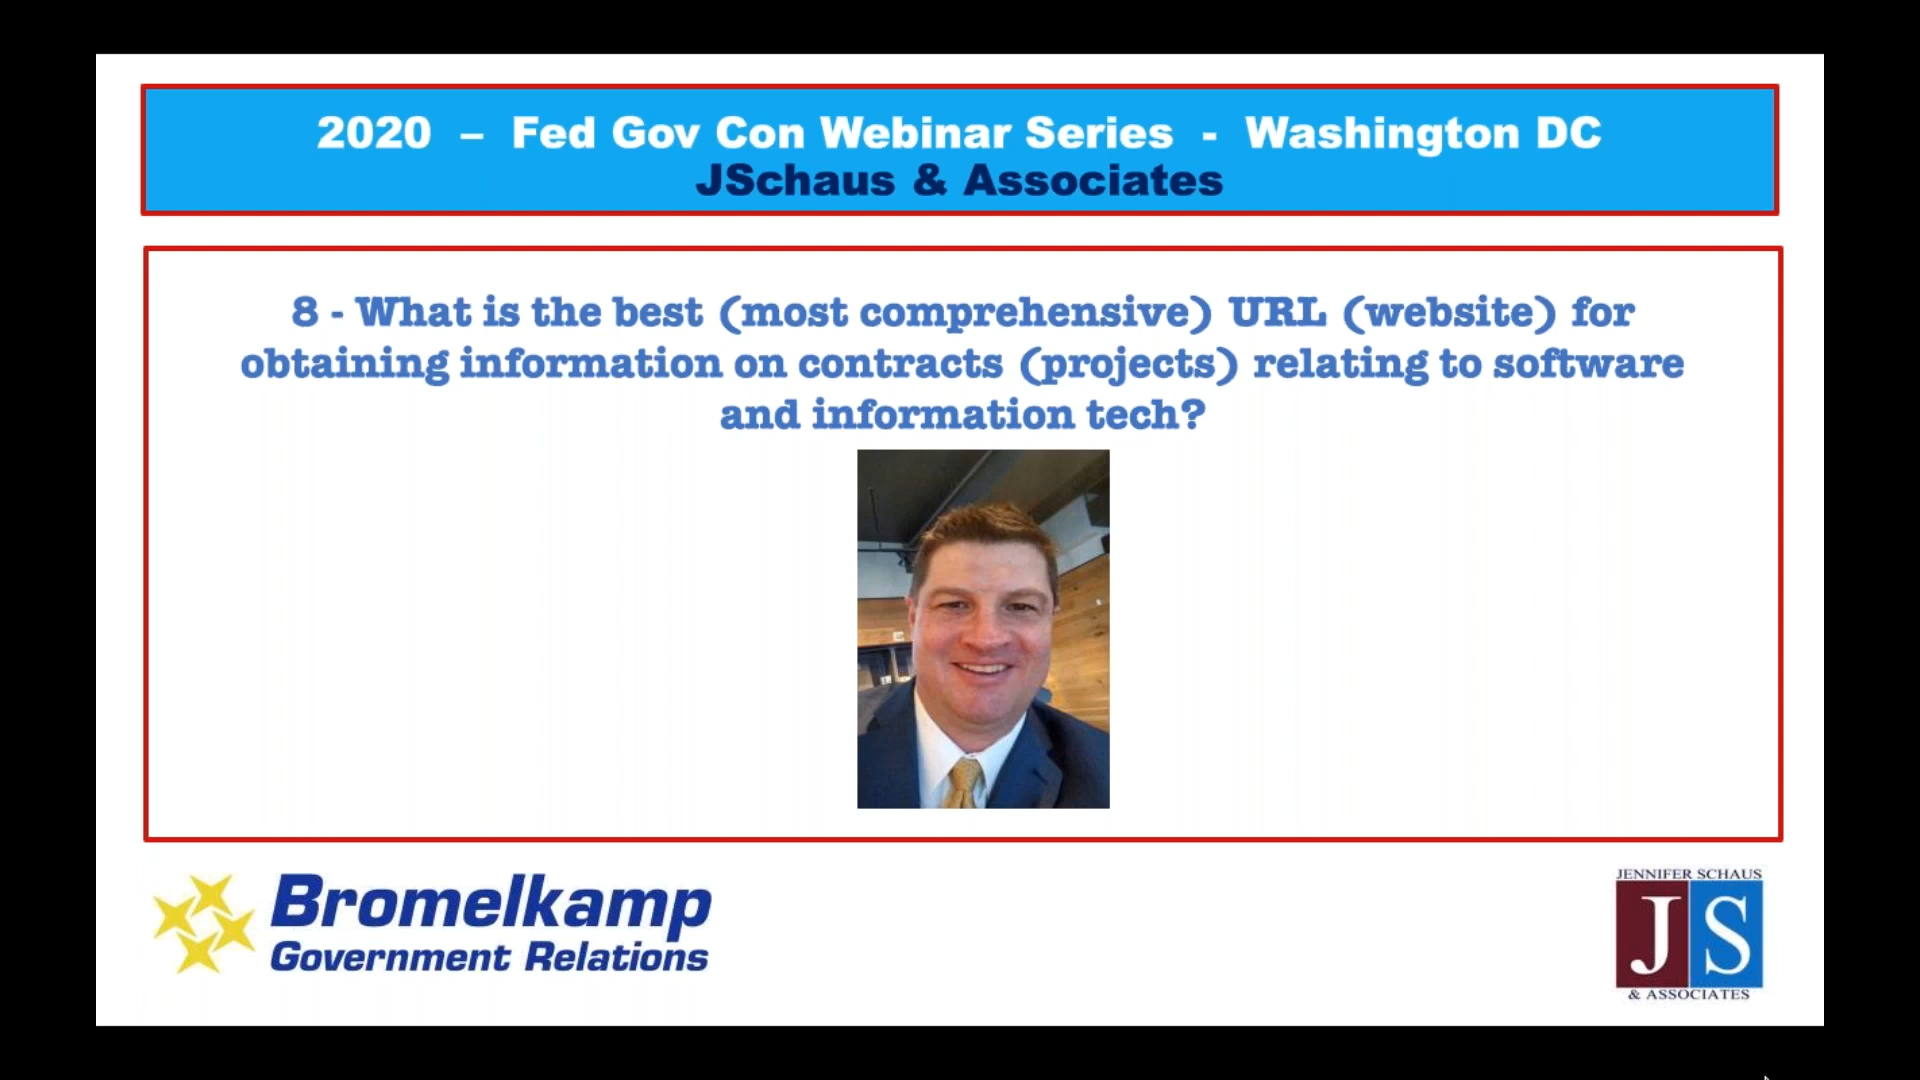 2020 – Fed Gov Con Webinar Series - Washington DC
JSchaus & Associates
8 - What is the best (most comprehensive) URL (website) for
obtaining information on contracts (projects) relating to software
and information tech?
Bromelkamp
Government Relations
JENNIFER SCHAUS
JS
& ASSOCIATES